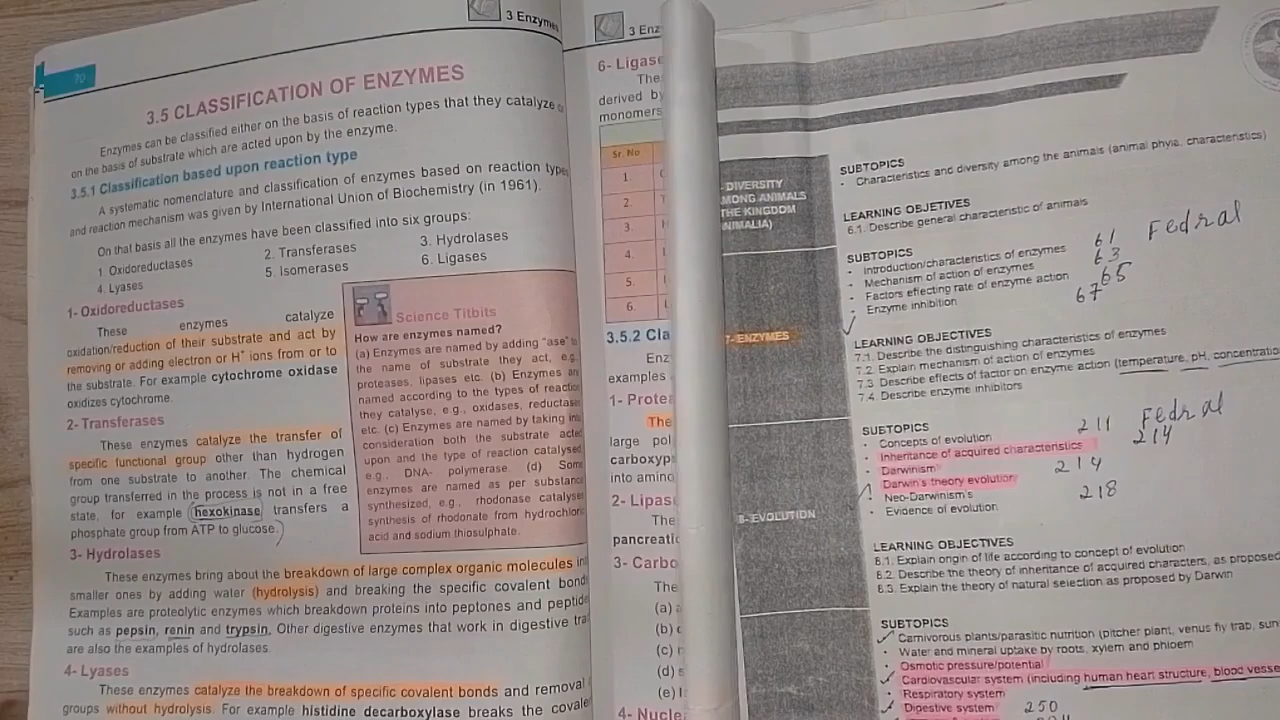 3 Enzymes
70
3.5 CLASSIFICATION OF ENZYMES
Enzymes can be classified either on the basis of reaction types that they catalyze
on the basis of substrate which are acted upon by the enzyme.
3.5.1 Classification based upon reaction type
A systematic nomenclature and classification of enzymes based on reaction types
and reaction mechanism was given by International Union of Biochemistry (in 1961).
On that basis all the enzymes have been classified into six groups:
1. Oxidoreductases 2. Transferases 3. Hydrolases
4. Lyases 5. Isomerases 6. Ligases
1- Oxidoreductases
These enzymes catalyze
oxidation/reduction of their substrate and act by
removing or adding electron or H⁺ ions from or to
the substrate. For example cytochrome oxidase
oxidizes cytochrome.
2- Transferases
These enzymes catalyze the transfer of
specific functional group other than hydrogen
from one substrate to another. The chemical
group transferred in the process is not in a free
state, for example hexokinase transfers a
phosphate group from ATP to glucose.
Science Titbits
How are enzymes named?
(a) Enzymes are named by adding "ase" to
the name of substrate they act, e.g.
proteases, lipases etc. (b) Enzymes are
named according to the types of reaction
they catalyse, e.g., oxidases, reductase
etc. (c) Enzymes are named by taking into
consideration both the substrate acted
upon and the type of reaction catalysed
e.g., DNA- polymerase. (d) Some
enzymes are named as per substance
synthesized, e.g., rhodonase catalyses
synthesis of rhodonate from hydrochloric
acid and sodium thiosulphate.
3- Hydrolases
These enzymes bring about the breakdown of large complex organic molecules in
smaller ones by adding water (hydrolysis) and breaking the specific covalent bond
Examples are proteolytic enzymes which breakdown proteins into peptones and peptide
such as pepsin, renin and trypsin. Other digestive enzymes that work in digestive tra
are also the examples of hydrolases.
4- Lyases
These enzymes catalyze the breakdown of specific covalent bonds and removal
groups without hydrolysis. For example histidine decarboxylase breaks the covale
3 Enz
6- Ligase
The
derived by
monomers
Sr. No
1.
2.
3.
4.
5.
6.
3.5.2 Cla
Enz
examples
1- Protea
The
large pol
carboxyp
into amino
2- Lipas
The
pancreatic
3- Carbo
The
(a)
(b)
(c)
(d)
(e)
4- Nucle
DIVERSITY
MONG ANIMALS
THE KINGDOM
NIMALIA)
SUBTOPICS
• Characteristics and diversity among the animals (animal phyla, characteristics)
LEARNING OBJETIVES
6.1. Describe general characteristic of animals
7- ENZYMES
SUBTOPICS
• Introduction/characteristics of enzymes 61 Fedral
• Mechanism of action of enzymes 63
• Factors effecting rate of enzyme action 65
• Enzyme inhibition 67
LEARNING OBJECTIVES
7.1. Describe the distinguishing characteristics of enzymes
7.2. Explain mechanism of action of enzymes
7.3. Describe effects of factor on enzyme action (temperature, pH, concentratio
7.4. Describe enzyme inhibitors
8- EVOLUTION
SUBTOPICS
• Concepts of evolution 211 Fedral
• Inheritance of acquired characteristics 214
• Darwinism
• Darwin's theory evolution 214
• Neo-Darwinism's 218
• Evidence of evolution
LEARNING OBJECTIVES
8.1. Explain origin of life according to concept of evolution
8.2. Describe the theory of inheritance of acquired characters, as proposed
8.3. Explain the theory of natural selection as proposed by Darwin
SUBTOPICS
• Carnivorous plants/parasitic nutrition (pitcher plant, venus fly trap, sun
• Water and mineral uptake by roots, xylem and phloem
• Osmotic pressure/potential
• Cardiovascular system (including human heart structure, blood vesse
• Respiratory system
• Digestive system 250